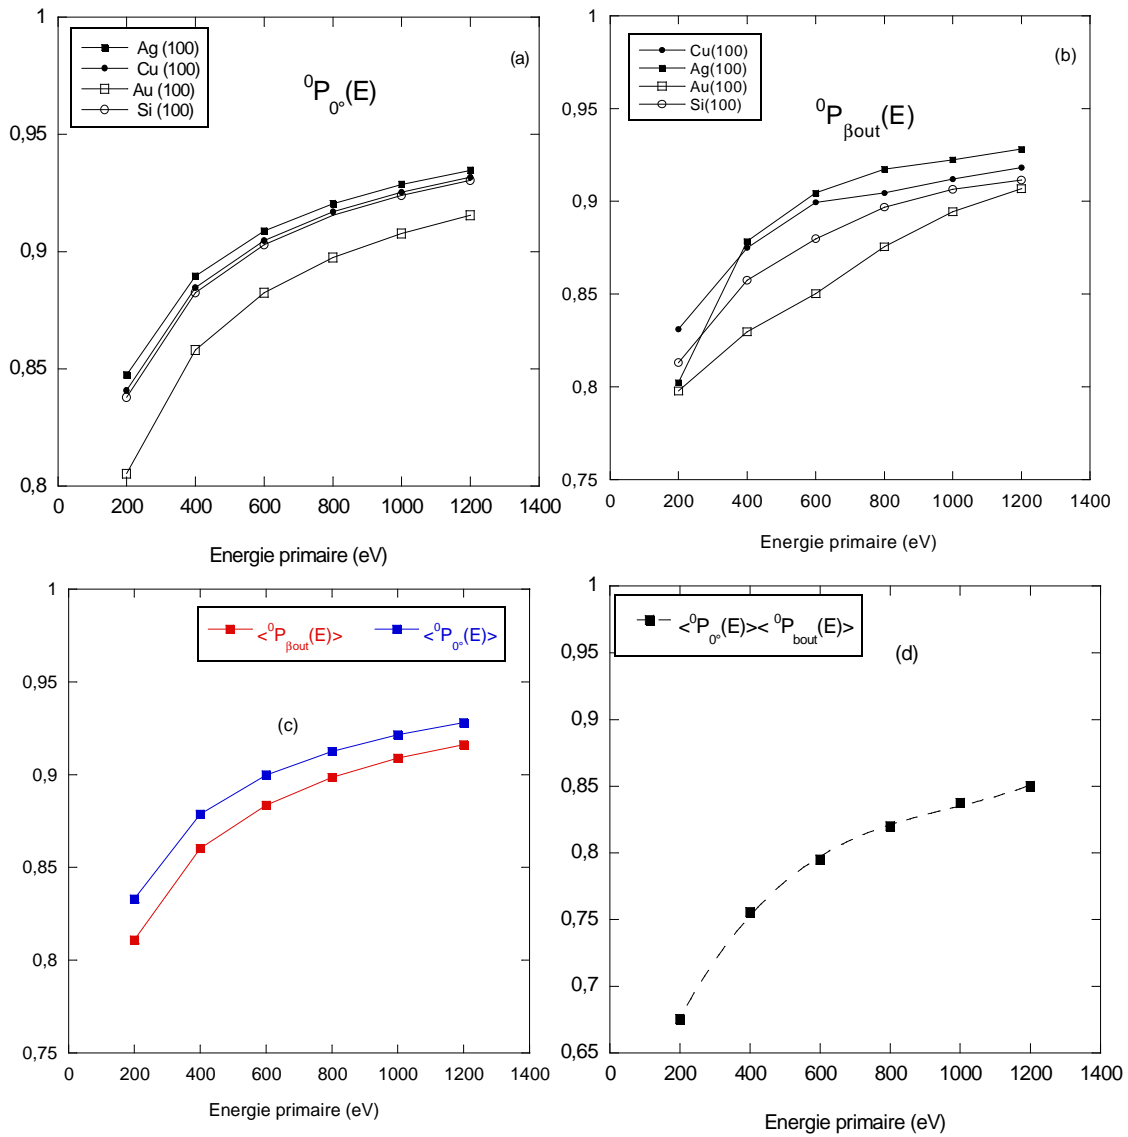 1
Ag (100)
Cu (100)
Au (100)
Si (100)
(a)
⁰P₀°(E)
0,95
0,9
0,85
0,8
0 200 400 600 800 1000 1200 1400
Energie primaire (eV)
1
Cu(100)
Ag(100)
Au(100)
Si(100)
(b)
⁰Pβout(E)
0,95
0,9
0,85
0,8
0,75
0 200 400 600 800 1000 1200 1400
Energie primaire (eV)
1
<⁰Pβout(E)> <⁰P₀°(E)>
(c)
0,95
0,9
0,85
0,8
0,75
0 200 400 600 800 1000 1200 1400
Energie primaire (eV)
1
<⁰P₀°(E)><⁰Pbout(E)>
(d)
0,95
0,9
0,85
0,8
0,75
0,7
0,65
0 200 400 600 800 1000 1200 1400
Energie primaire (eV)